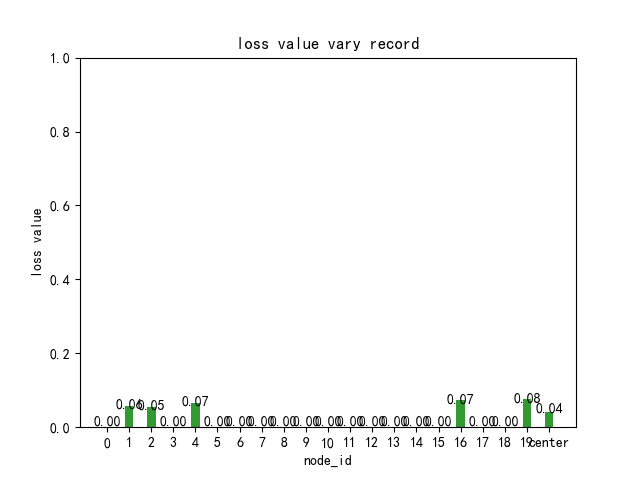 loss value vary record
1.0
0.8
0.6
0.4
0.2
0.0
loss value
0.00 0.06 0.05 0.00 0.07 0.00 0.00 0.00 0.00 0.00 0.00 0.00 0.00 0.00 0.00 0.00 0.07 0.00 0.00 0.08 0.04
0 1 2 3 4 5 6 7 8 9 10 11 12 13 14 15 16 17 18 19 center
node_id